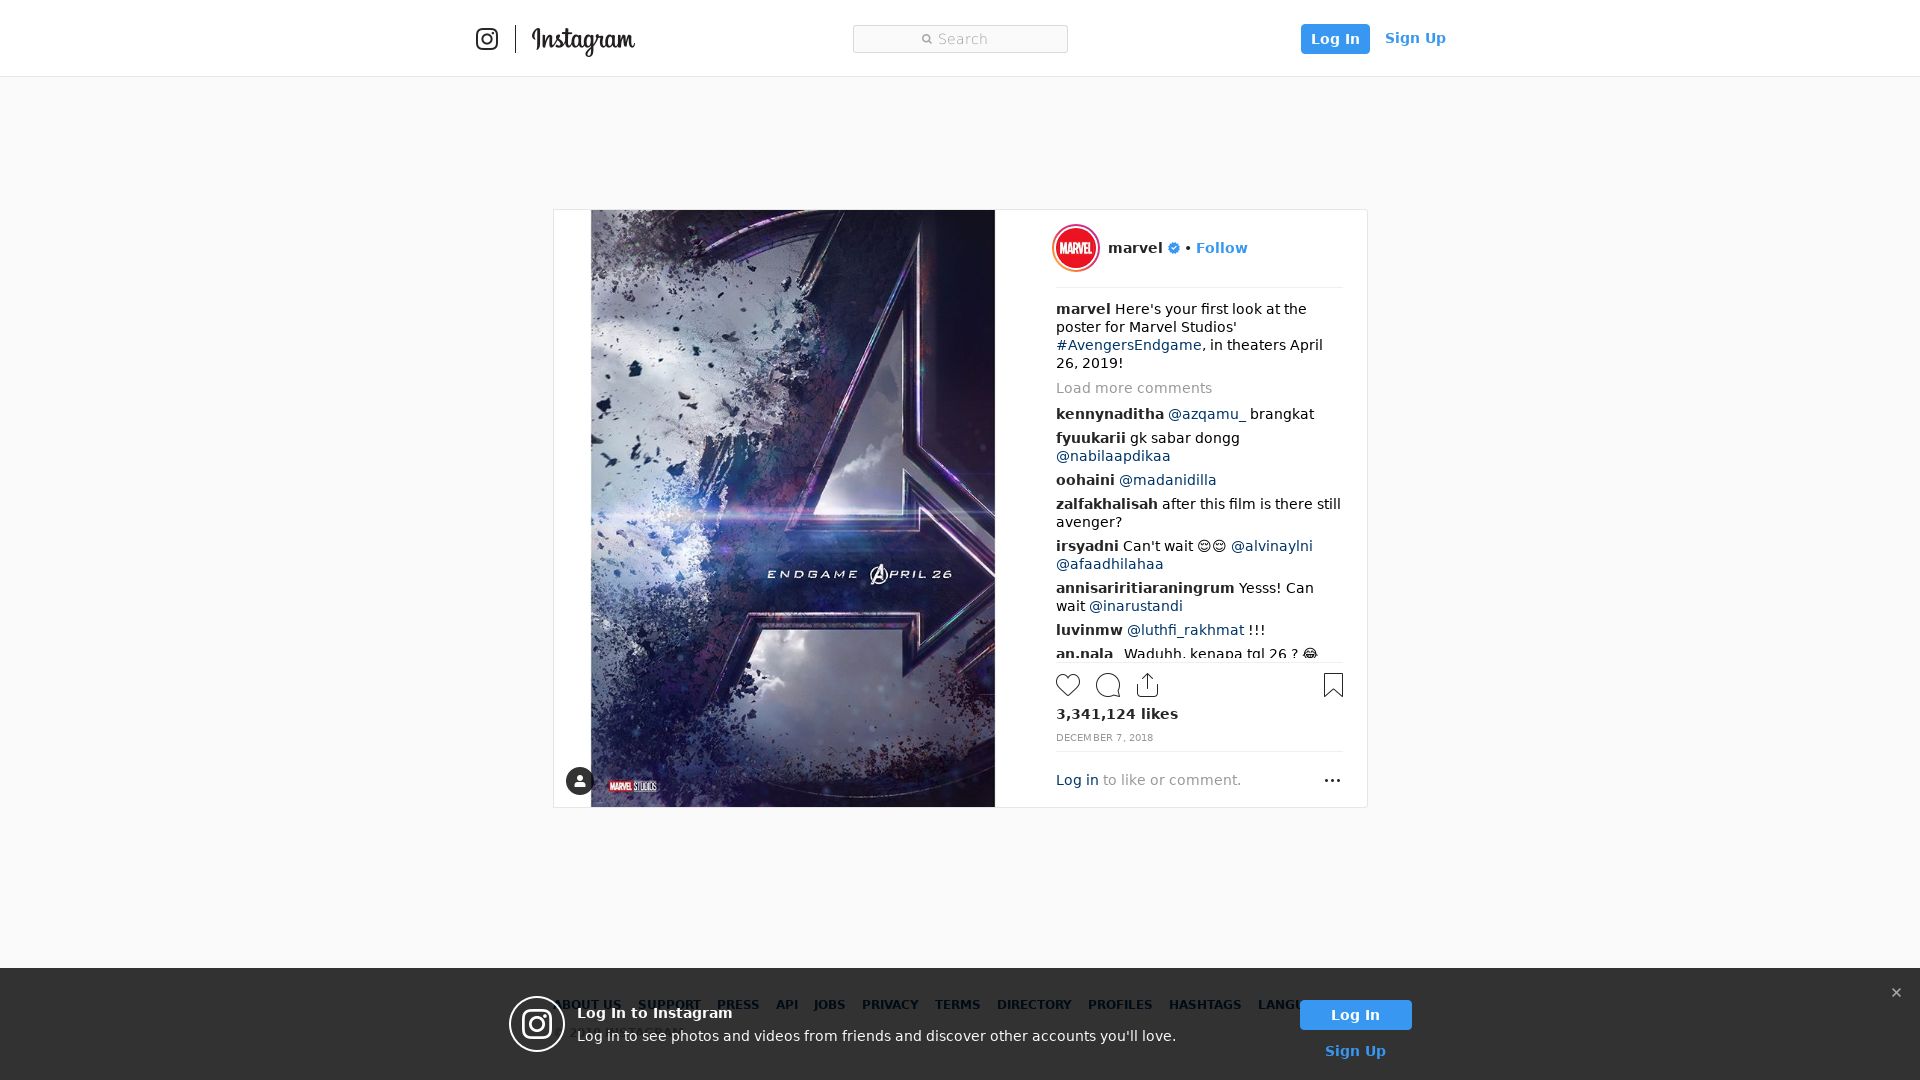 Instagram
Search
Log In
Sign Up
MARVEL
marvel • Follow
marvel Here's your first look at the
poster for Marvel Studios'
#AvengersEndgame, in theaters April
26, 2019!
Load more comments
kennynaditha @azqamu_ brangkat
fyuukarii gk sabar dongg
@nabilaapdikaa
oohaini @madanidilla
zalfakhalisah after this film is there still
avenger?
irsyadni Can't wait 😌😌 @alvinaylni
@afaadhilahaa
annisariritiaraningrum Yesss! Can
wait @inarustandi
luvinmw @luthfi_rakhmat !!!
an.nala_ Waduhh, kenapa tgl 26 ? 😂
ENDGAME APRIL 26
MARVEL STUDIOS
3,341,124 likes
DECEMBER 7, 2018
Log in to like or comment.
ABOUT US SUPPORT PRESS API JOBS PRIVACY TERMS DIRECTORY PROFILES HASHTAGS
Log In to Instagram
Log in to see photos and videos from friends and discover other accounts you'll love.
Log In
Sign Up